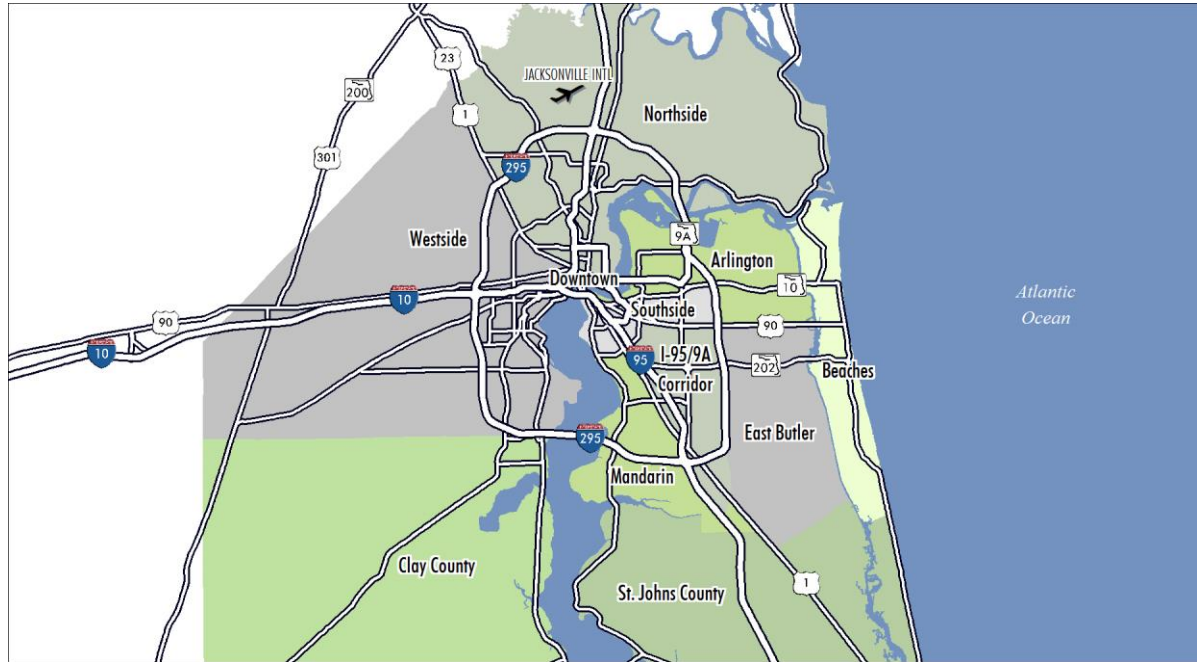 23
JACKSONVILLE INTL
200
1
Northside
301
295
9A
Westside
Arlington
Downtown
10
10
Southside
Atlantic
Ocean
90
90
10
95
I-95/9A
Corridor
202
Beaches
East Butler
295
Mandarin
Clay County
1
St. Johns County